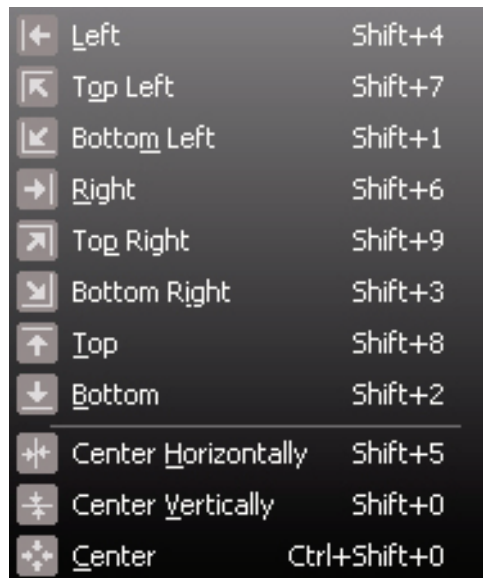 Left Shift+4
Top Left Shift+7
Bottom Left Shift+1
Right Shift+6
Top Right Shift+9
Bottom Right Shift+3
Top Shift+8
Bottom Shift+2
Center Horizontally Shift+5
Center Vertically Shift+0
Center Ctrl+Shift+0